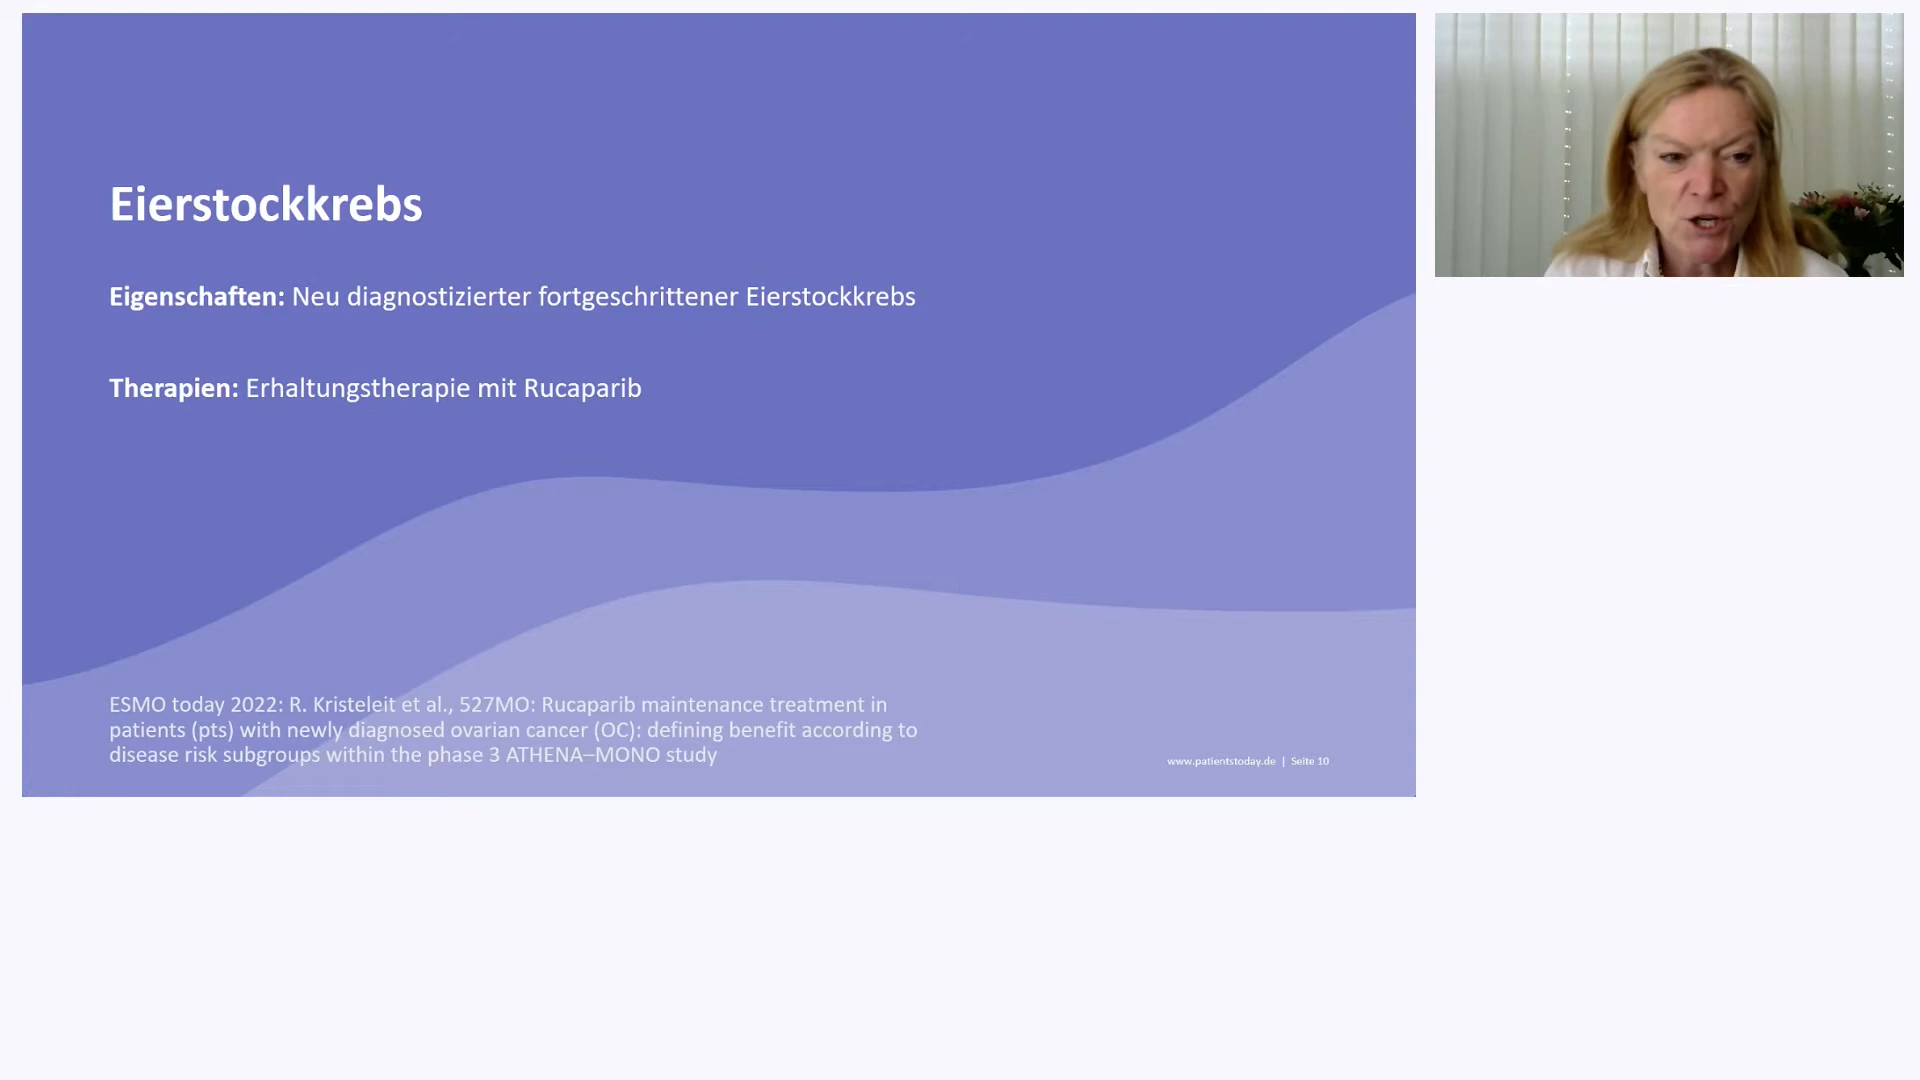 Eierstockkrebs
Eigenschaften: Neu diagnostizierter fortgeschrittener Eierstockkrebs
Therapien: Erhaltungstherapie mit Rucaparib
ESMO today 2022: R. Kristeleit et al., 527MO: Rucaparib maintenance treatment in
patients (pts) with newly diagnosed ovarian cancer (OC): defining benefit according to
disease risk subgroups within the phase 3 ATHENA–MONO study
www.patientstoday.de | Seite 10